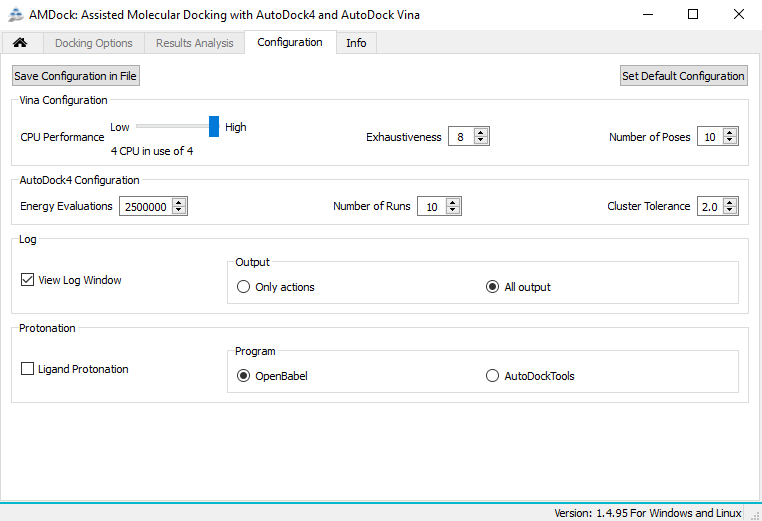 AMDock: Assisted Molecular Docking with AutoDock4 and AutoDock Vina
Docking Options Results Analysis Configuration Info
Save Configuration in File Set Default Configuration
Vina Configuration
CPU Performance Low High Exhaustiveness 8 Number of Poses 10
4 CPU in use of 4
AutoDock4 Configuration
Energy Evaluations 2500000 Number of Runs 10 Cluster Tolerance 2.0
Log
Output
View Log Window Only actions All output
Protonation
Program
Ligand Protonation OpenBabel AutoDockTools
Version: 1.4.95 For Windows and Linux